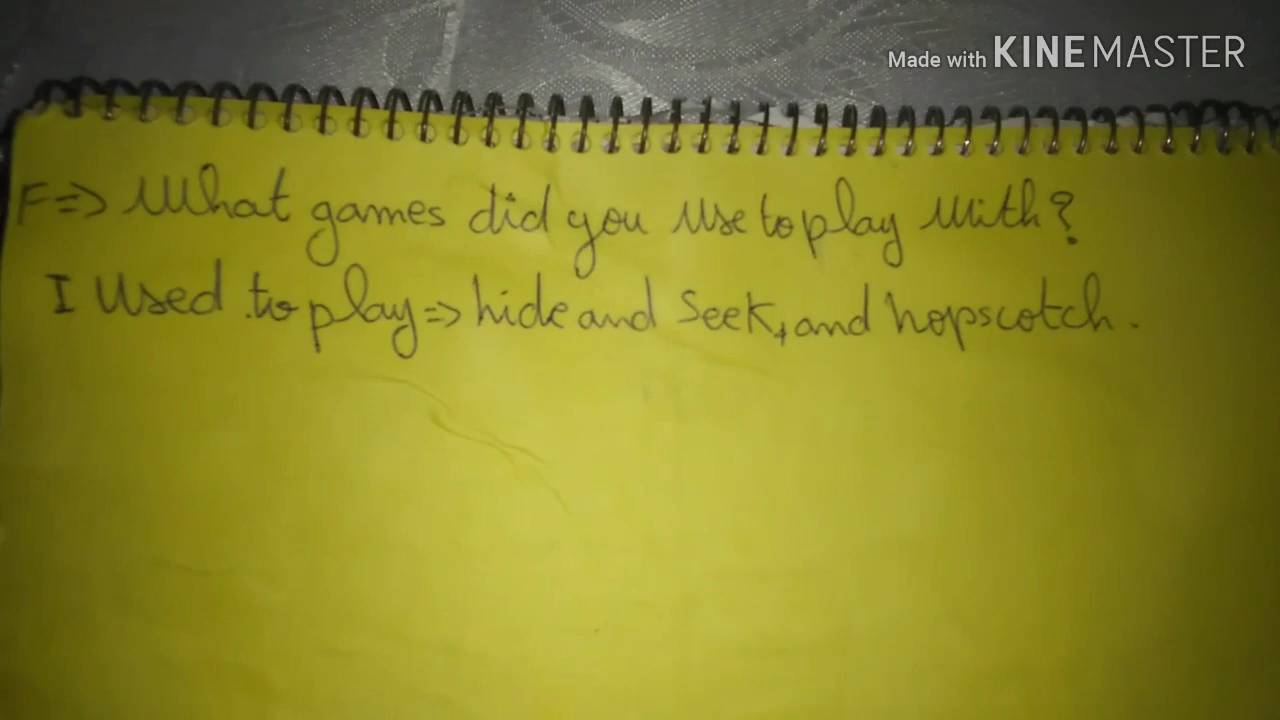 Made with KINEMASTER
F=> What games did you use to play with?
I used to play=> hide and seek, and hopscotch.